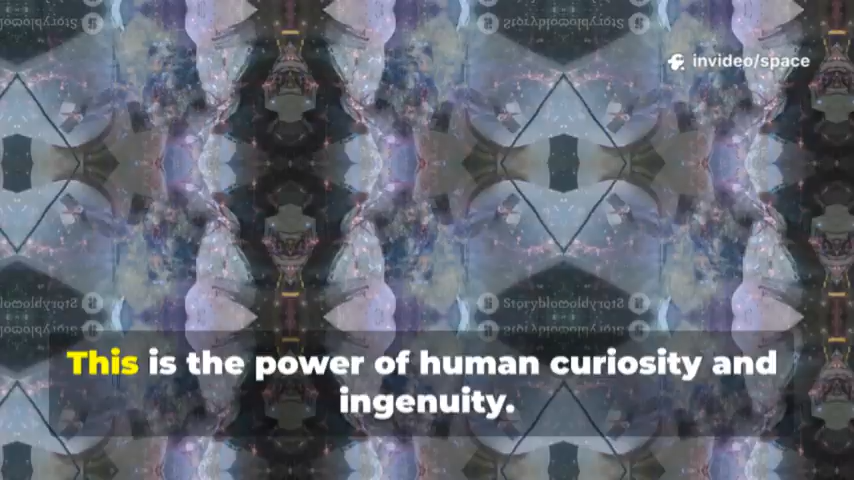 invideo/space
This is the power of human curiosity and
ingenuity.